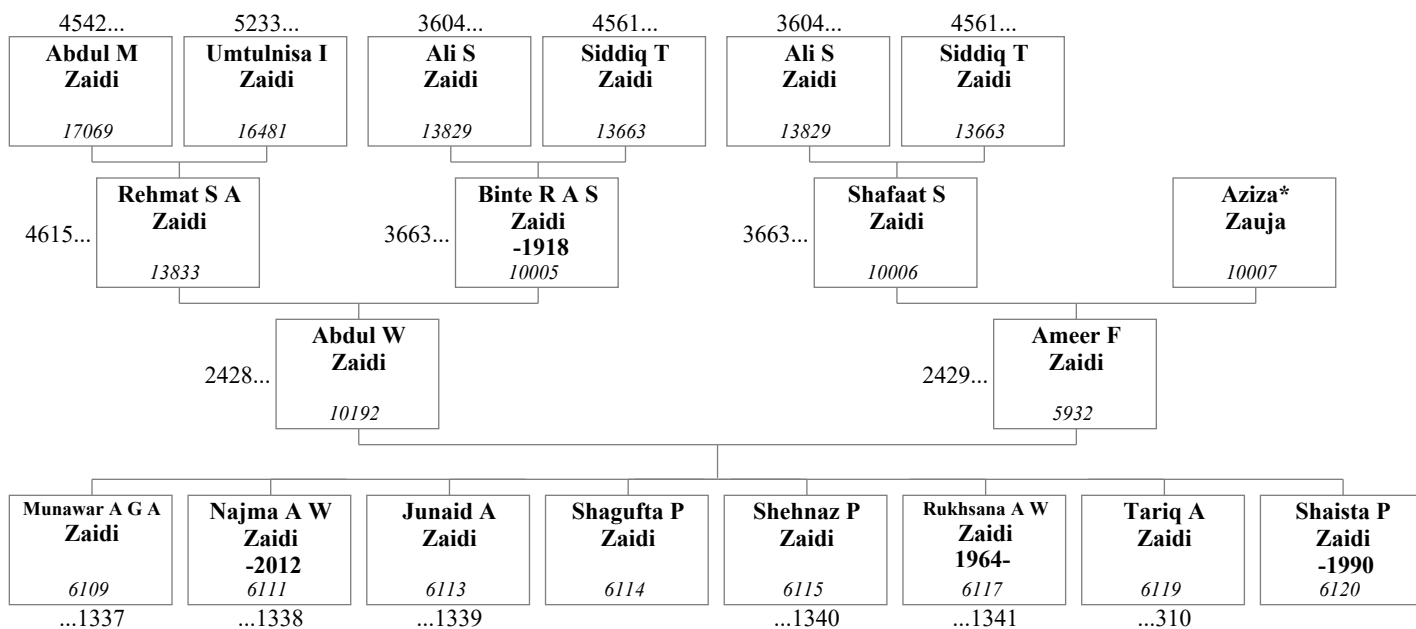 4542...
5233...
3604...
4561...
3604...
4561...
Abdul M
Zaidi
17069
Umtulnisa I
Zaidi
16481
Ali S
Zaidi
13829
Siddiq T
Zaidi
13663
Ali S
Zaidi
13829
Siddiq T
Zaidi
13663
4615...
Rehmat S A
Zaidi
13833
3663...
Binte R A S
Zaidi
-1918
10005
3663...
Shafaat S
Zaidi
10006
Aziza*
Zauja
10007
2428...
Abdul W
Zaidi
10192
2429...
Ameer F
Zaidi
5932
Munawar A G A
Zaidi
6109
...1337
Najma A W
Zaidi
-2012
6111
...1338
Junaid A
Zaidi
6113
...1339
Shagufta P
Zaidi
6114
Shehnaz P
Zaidi
6115
...1340
Rukhsana A W
Zaidi
1964-
6117
...1341
Tariq A
Zaidi
6119
...310
Shaista P
Zaidi
-1990
6120